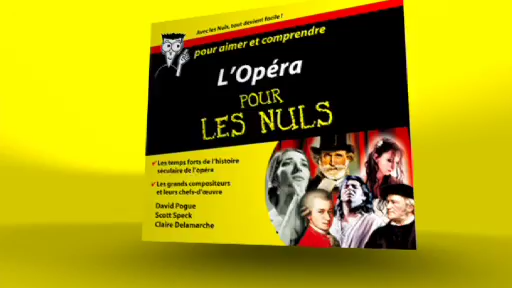 Avec les Nuls, tout devient facile !
pour aimer et comprendre
L'Opéra
POUR
LES NULS
Les temps forts de l'histoire
séculaire de l'opéra
Les grands compositeurs
et leurs chefs-d'œuvre
David Pogue
Scott Speck
Claire Delamarche